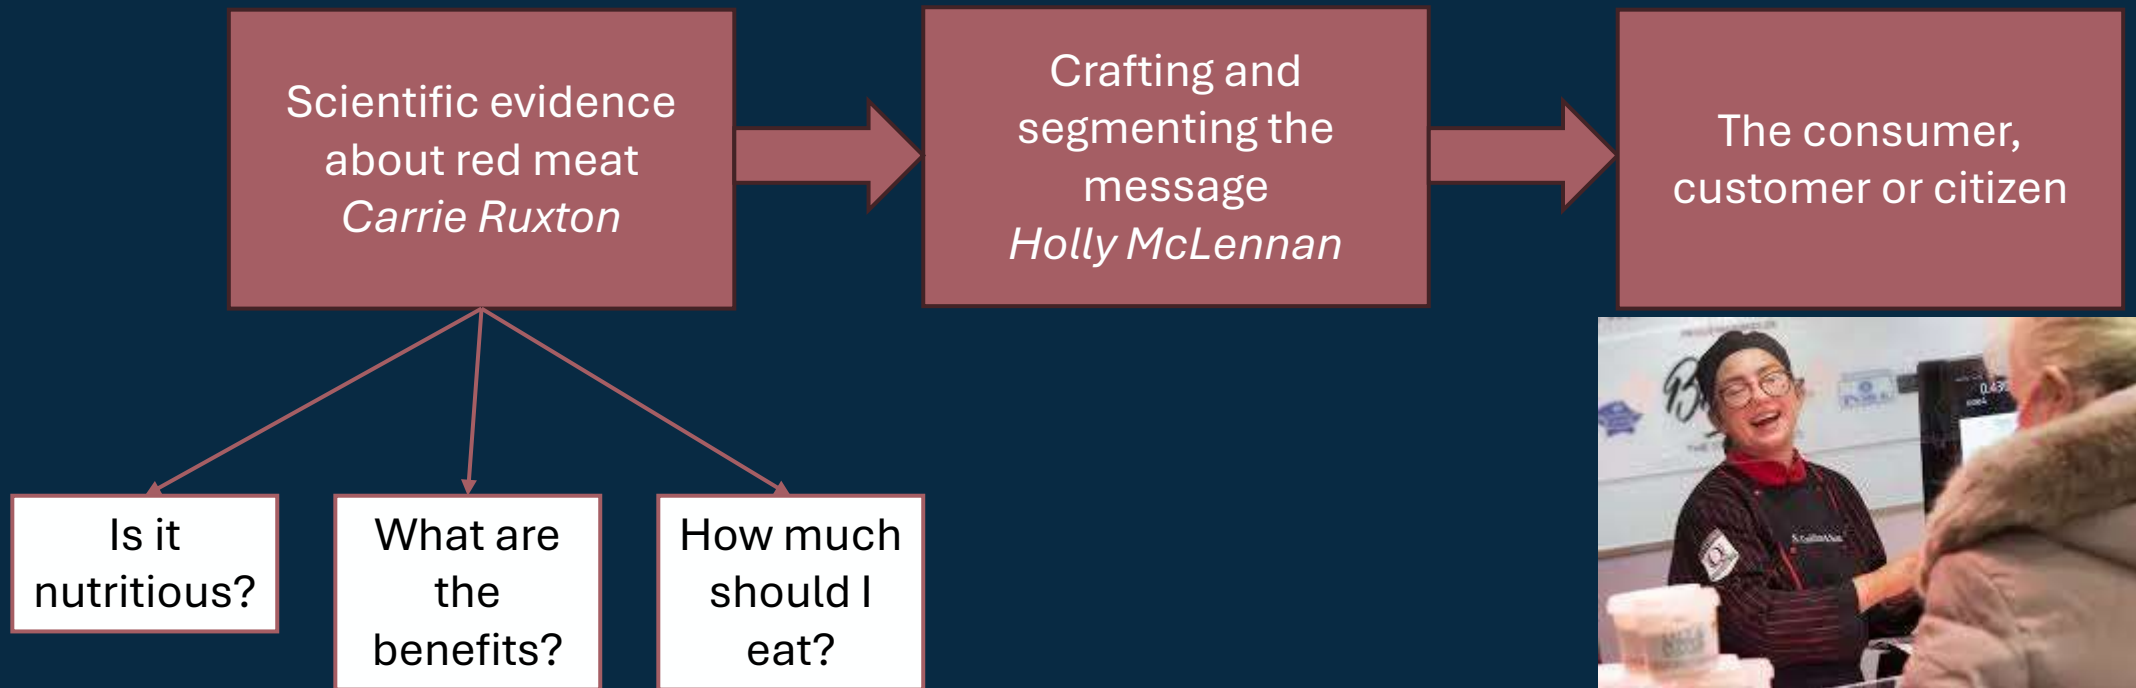 Scientific evidence
about red meat
Carrie Ruxton
Crafting and
segmenting the
message
Holly McLennan
The consumer,
customer or citizen
Is it
nutritious?
What are
the
benefits?
How much
should I
eat?